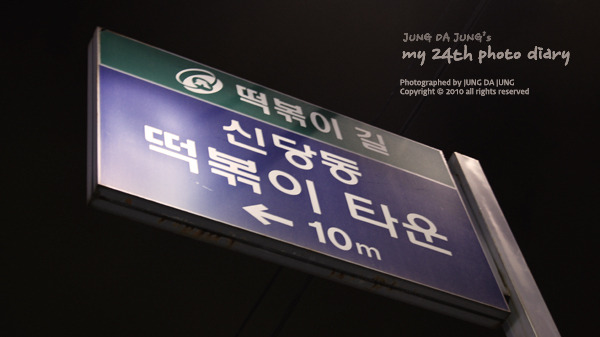 JUNG DA JUNG's
my 24th photo diary
Photographed by JUNG DA JUNG
Copyright © 2010 all rights reserved
떡볶이 길
신당동
떡볶이 타운
← 10m